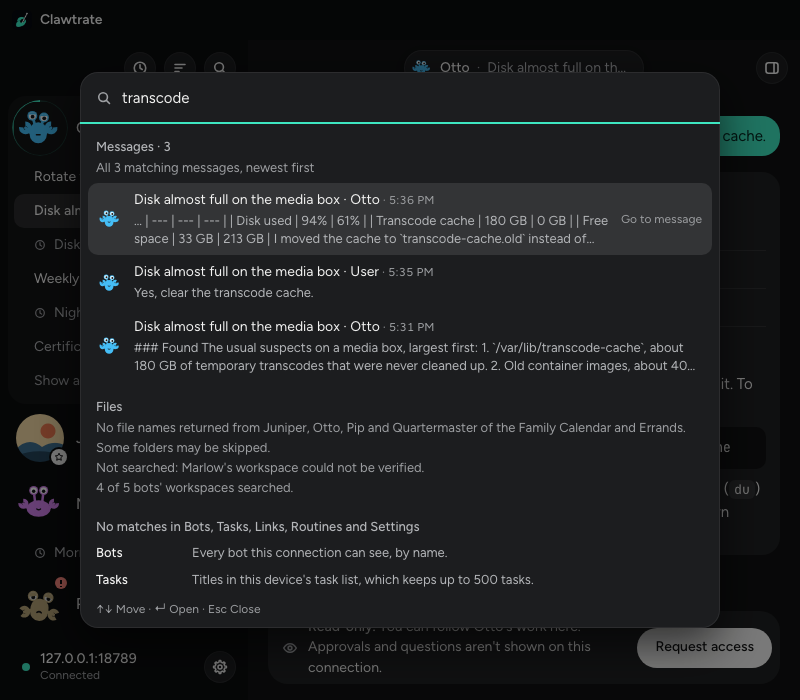 Clawtrate
Otto · Disk almost full on th...
transcode
cache.
Messages · 3
All 3 matching messages, newest first
Rotate
Disk almost full on the media box · Otto · 5:36 PM
... | --- | --- | --- | | Disk used | 94% | 61% | | Transcode cache | 180 GB | 0 GB | | Free
space | 33 GB | 213 GB | I moved the cache to `transcode-cache.old` instead of...
Go to message
Disk alm
Disk
Disk almost full on the media box · User · 5:35 PM
Yes, clear the transcode cache.
Weekly
Nigh
Disk almost full on the media box · Otto · 5:31 PM
### Found The usual suspects on a media box, largest first: 1. `/var/lib/transcode-cache`, about
180 GB of temporary transcodes that were never cleaned up. 2. Old container images, about 40...
Certific
Show a
it. To
Files
No file names returned from Juniper, Otto, Pip and Quartermaster of the Family Calendar and Errands.
Some folders may be skipped.
Not searched: Marlow's workspace could not be verified.
4 of 5 bots' workspaces searched.
( du )
No matches in Bots, Tasks, Links, Routines and Settings
Bots
Every bot this connection can see, by name.
Mor
Tasks
Titles in this device's task list, which keeps up to 500 tasks.
↑↓ Move · ↵ Open · Esc Close
Read-only. You can follow Otto's work here.
Approvals and questions aren't shown on this
connection.
Request access
127.0.0.1:18789
Connected